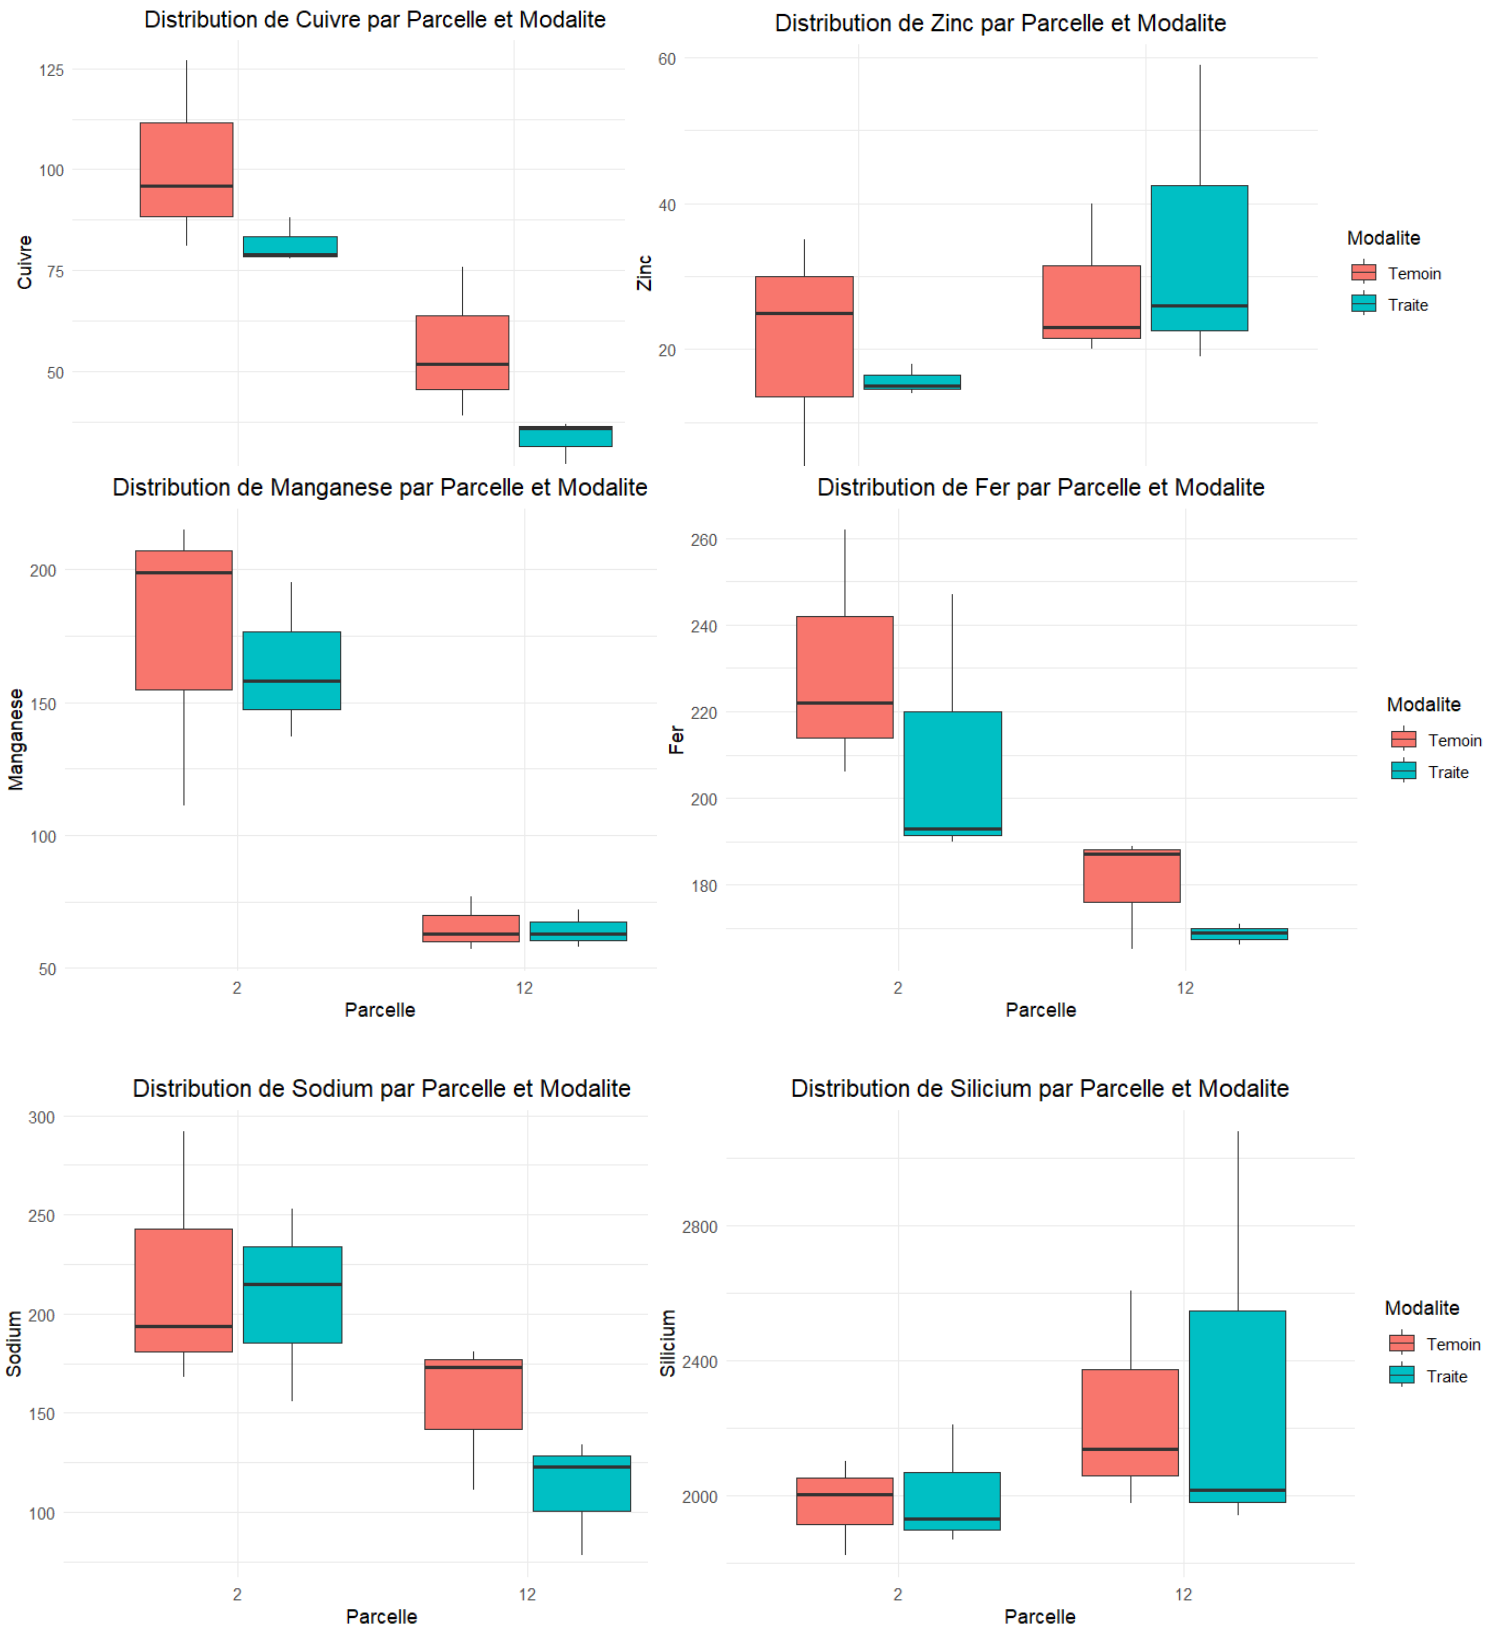 Distribution de Cuivre par Parcelle et Modalite
125
100
75
50
Cuivre
Distribution de Zinc par Parcelle et Modalite
60
40
20
Zinc
Modalite
Temoin
Traite
Distribution de Manganese par Parcelle et Modalite
200
150
100
50
Manganese
2
12
Parcelle
Distribution de Fer par Parcelle et Modalite
260
240
220
200
180
Fer
2
12
Parcelle
Modalite
Temoin
Traite
Distribution de Sodium par Parcelle et Modalite
300
250
200
150
100
Sodium
2
12
Parcelle
Distribution de Silicium par Parcelle et Modalite
2800
2400
2000
Silicium
2
12
Parcelle
Modalite
Temoin
Traite